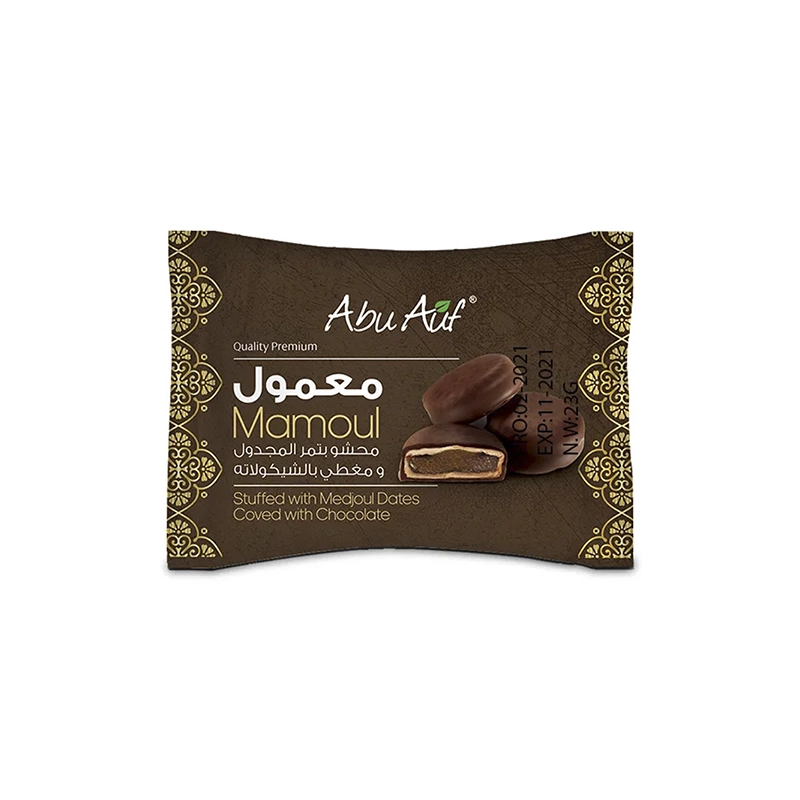 Abu Auf®
Quality Premium
معمول
Mamoul
محشو بتمر المجدول
و مغطي بالشيكولاته
Stuffed with Medjoul Dates
Coved with Chocolate
RO:02-2021
EXP:11-2021
N.W:23G